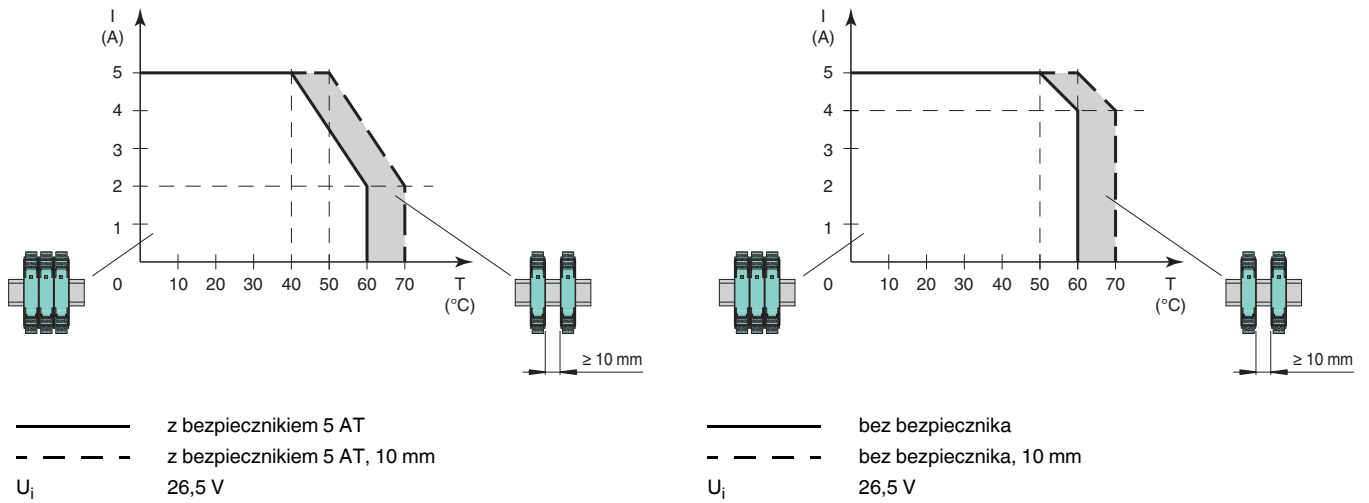 I
(A)
5
4
3
2
1
0
10 20 30 40 50 60 70
T
(°C)
≥ 10 mm
z bezpiecznikiem 5 AT
z bezpiecznikiem 5 AT, 10 mm
Ui 26,5 V
I
(A)
5
4
3
2
1
0
10 20 30 40 50 60 70
T
(°C)
≥ 10 mm
bez bezpiecznika
bez bezpiecznika, 10 mm
Ui 26,5 V